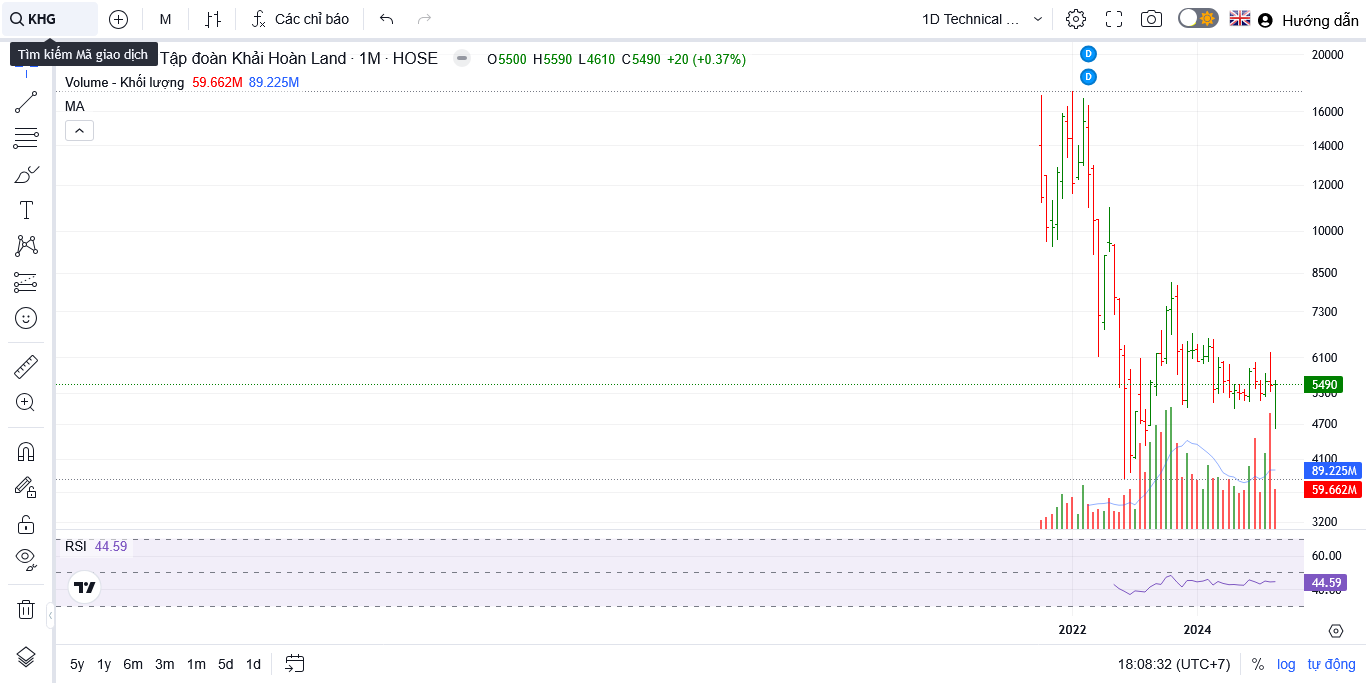 KHG
M
Các chỉ báo
1D Technical ...
Hướng dẫn
Tìm kiếm Mã giao dịch
Tập đoàn Khải Hoàn Land · 1M · HOSE
O5500 H5590 L4610 C5490 +20 (+0.37%)
Volume - Khối lượng 59.662M 89.225M
MA
D
D
20000
16000
14000
12000
10000
8500
7300
6100
5490
4700
4100
89.225M
59.662M
3200
RSI 44.59
60.00
44.59
2022 2024
5y 1y 6m 3m 1m 5d 1d
18:08:32 (UTC+7) % log tự động